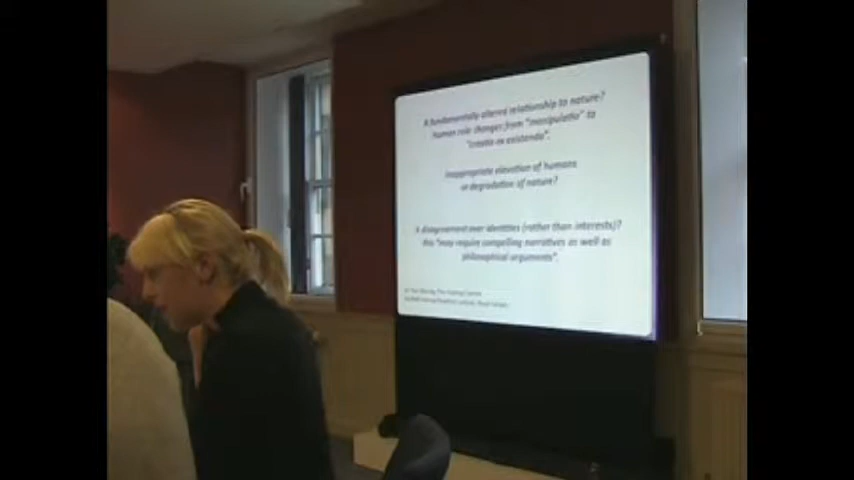 A fundamentally altered relationship to nature?
Human role changes from "manipulatio" to
"creatio ex existendo".
Inappropriate elevation of humans
or degradation of nature?
A disagreement over identities (rather than interests)?
this "may require compelling narratives as well as
philosophical arguments".